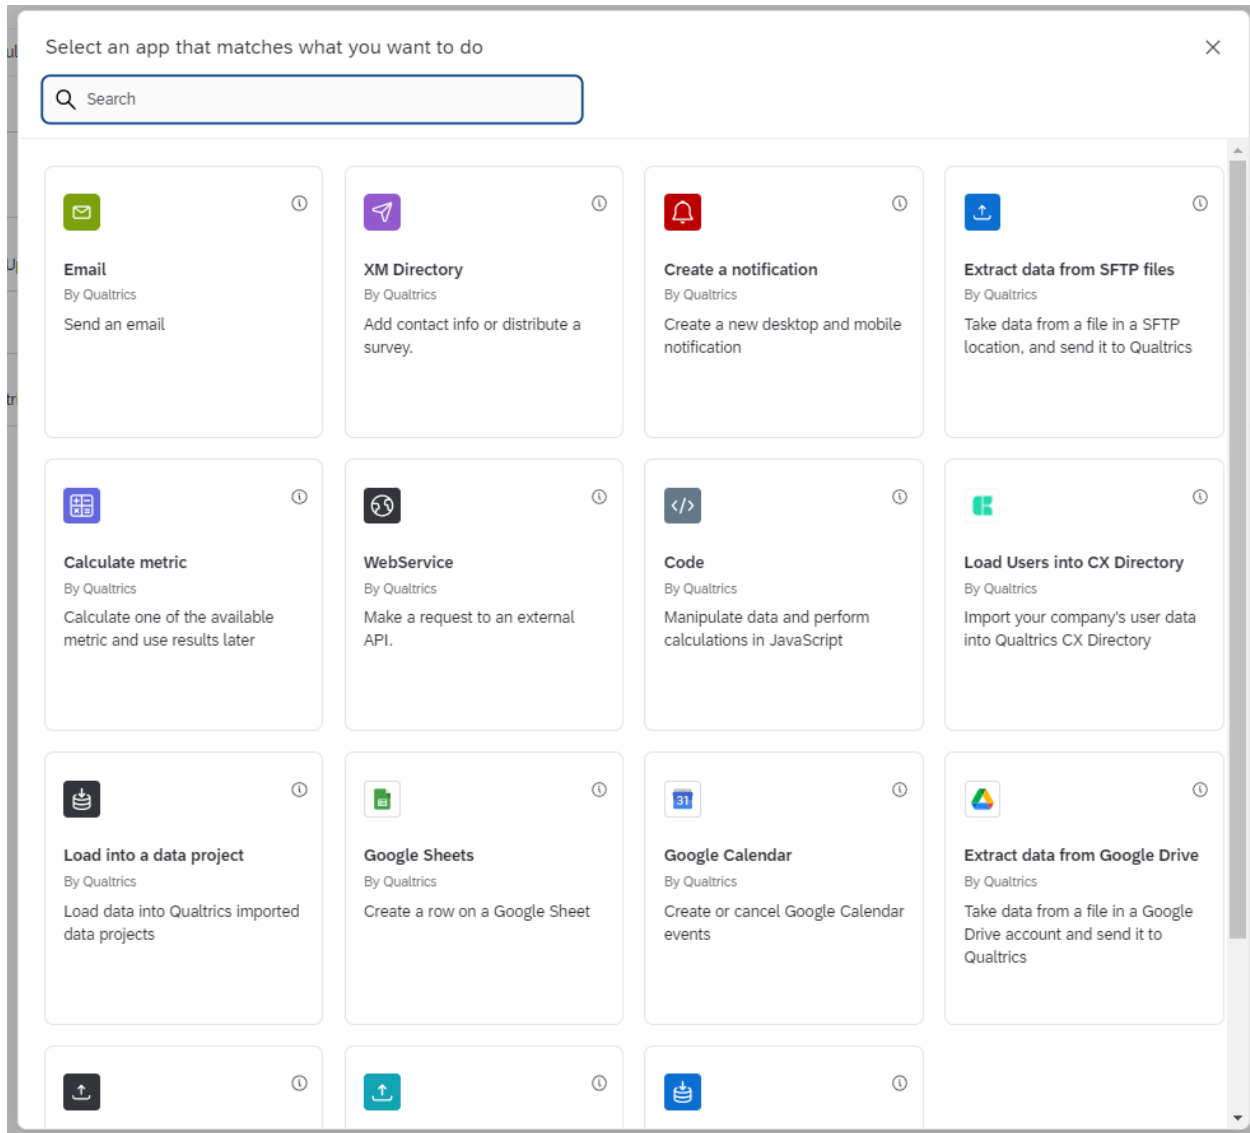 Select an app that matches what you want to do
Search
Email
By Qualtrics
Send an email
XM Directory
By Qualtrics
Add contact info or distribute a
survey.
Create a notification
By Qualtrics
Create a new desktop and mobile
notification
Extract data from SFTP files
By Qualtrics
Take data from a file in a SFTP
location, and send it to Qualtrics
Calculate metric
By Qualtrics
Calculate one of the available
metric and use results later
WebService
By Qualtrics
Make a request to an external
API.
Code
By Qualtrics
Manipulate data and perform
calculations in JavaScript
Load Users into CX Directory
By Qualtrics
Import your company's user data
into Qualtrics CX Directory
Load into a data project
By Qualtrics
Load data into Qualtrics imported
data projects
Google Sheets
By Qualtrics
Create a row on a Google Sheet
31
Google Calendar
By Qualtrics
Create or cancel Google Calendar
events
Extract data from Google Drive
By Qualtrics
Take data from a file in a Google
Drive account and send it to
Qualtrics